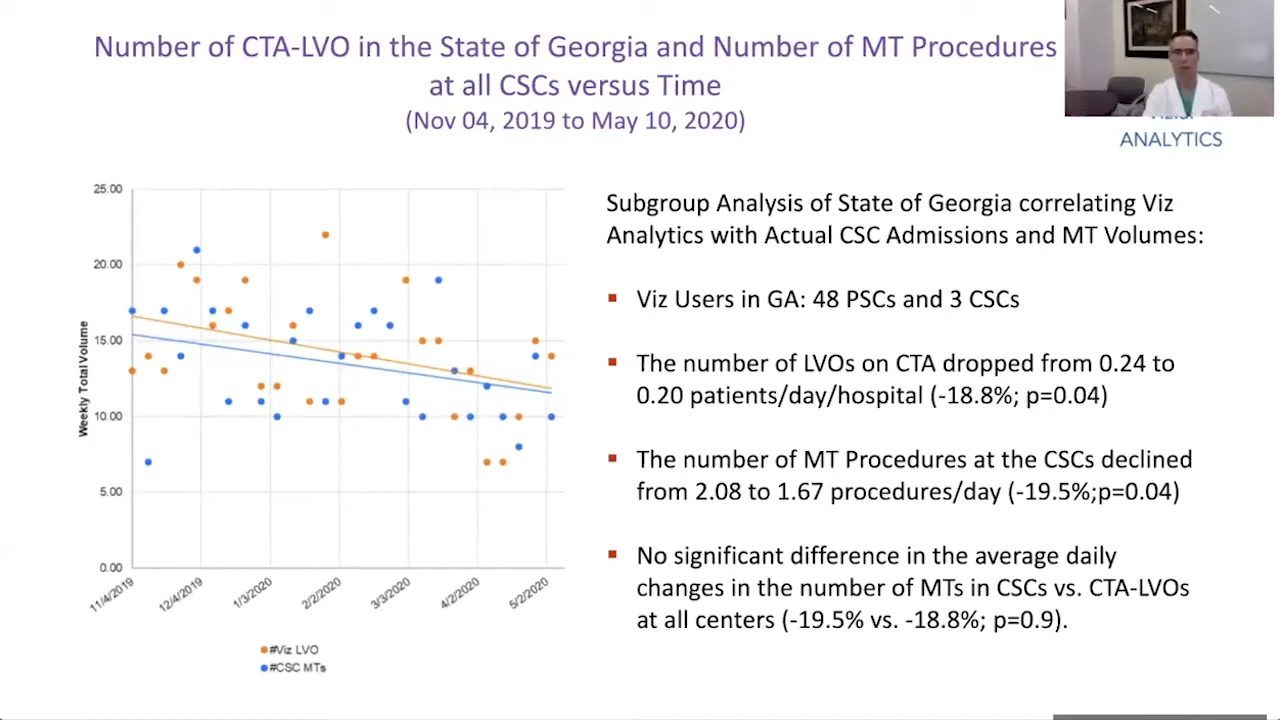 Number of CTA-LVO in the State of Georgia and Number of MT Procedures
at all CSCs versus Time
(Nov 04, 2019 to May 10, 2020)
ANALYTICS
25.00
20.00
15.00
10.00
5.00
0.00
Weekly Total Volume
11/4/2019
12/4/2019
1/3/2020
2/2/2020
3/3/2020
4/2/2020
5/2/2020
#Viz LVO
#CSC MTs
Subgroup Analysis of State of Georgia correlating Viz
Analytics with Actual CSC Admissions and MT Volumes:
▪ Viz Users in GA: 48 PSCs and 3 CSCs
▪ The number of LVOs on CTA dropped from 0.24 to
0.20 patients/day/hospital (-18.8%; p=0.04)
▪ The number of MT Procedures at the CSCs declined
from 2.08 to 1.67 procedures/day (-19.5%;p=0.04)
▪ No significant difference in the average daily
changes in the number of MTs in CSCs vs. CTA-LVOs
at all centers (-19.5% vs. -18.8%; p=0.9).